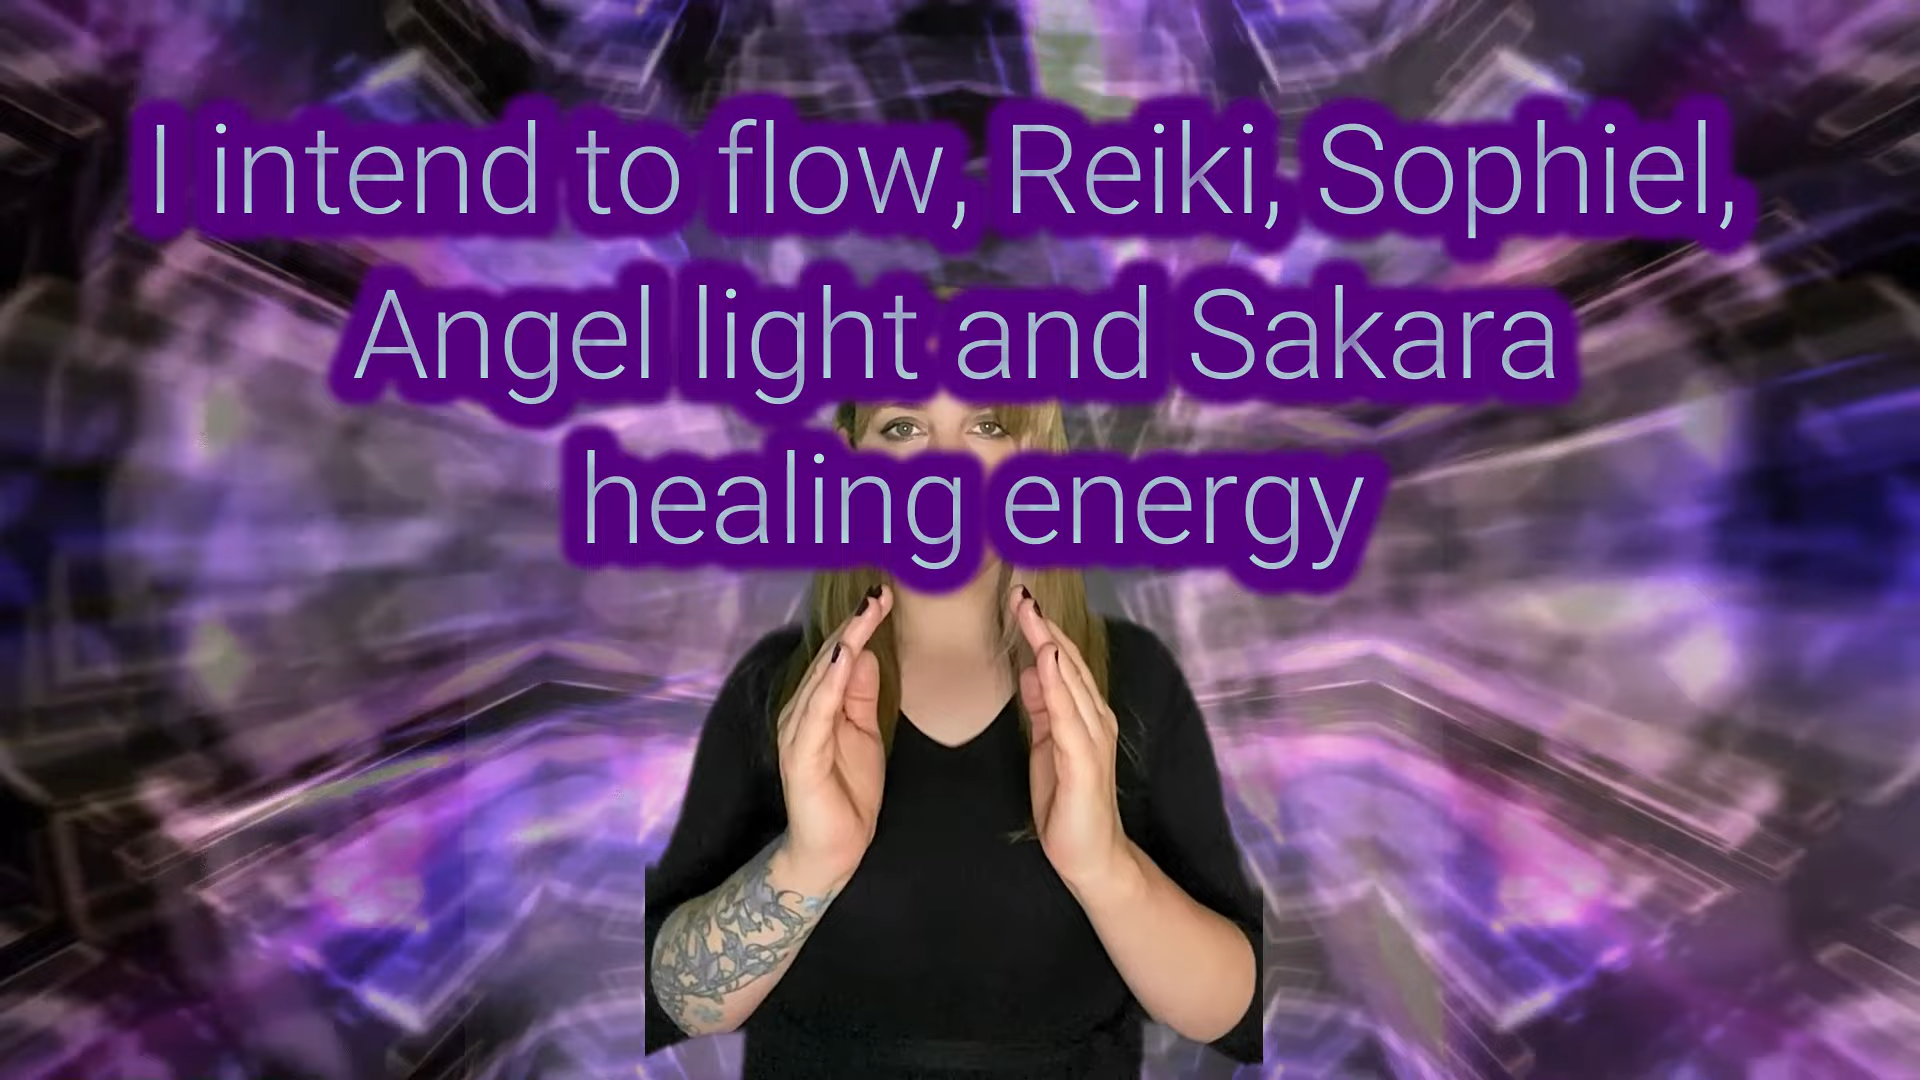 I intend to flow, Reiki, Sophiel,
Angel light and Sakara
healing energy